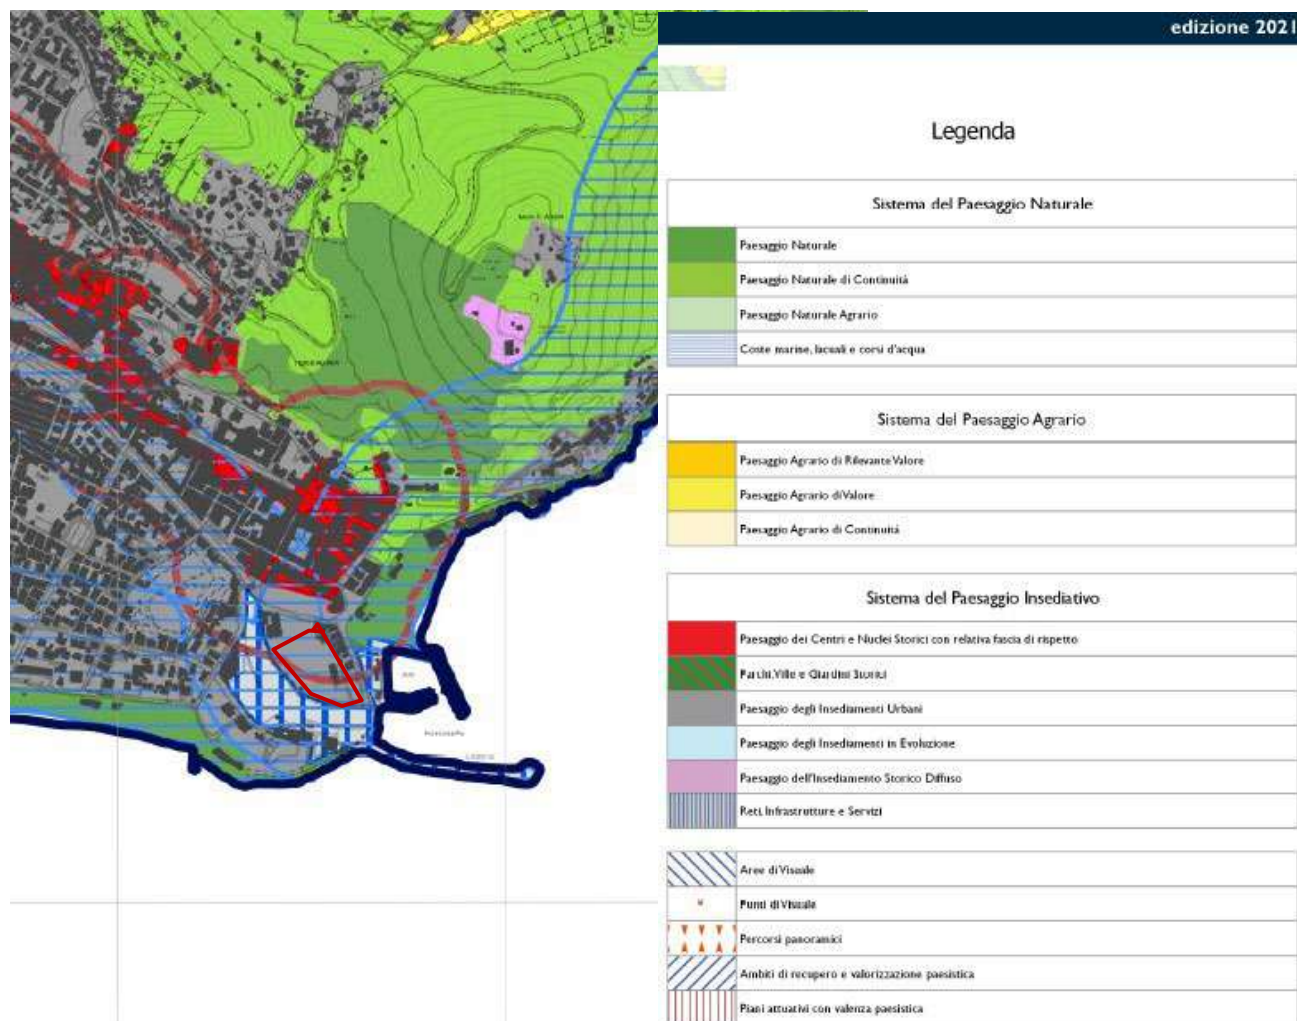 edizione 2021
Legenda
Sistema del Paesaggio Naturale
Paesaggio Naturale
Paesaggio Naturale di Continuità
Paesaggio Naturale Agrario
Coste marine, lacuali e corsi d'acqua
Sistema del Paesaggio Agrario
Paesaggio Agrario di Rilevante Valore
Paesaggio Agrario di Valore
Paesaggio Agrario di Continuità
Sistema del Paesaggio Insediativo
Paesaggio dei Centri e Nuclei Storici con relativa fascia di rispetto
Parchi, Ville e Giardini Storici
Paesaggio degli Insediamenti Urbani
Paesaggio degli Insediamenti in Evoluzione
Paesaggio dell'Insediamento Storico Diffuso
Reti, Infrastrutture e Servizi
Aree di Visuale
Punti di Visuale
Percorsi panoramici
Ambiti di recupero e valorizzazione paesistica
Piani attuativi con valenza paesistica